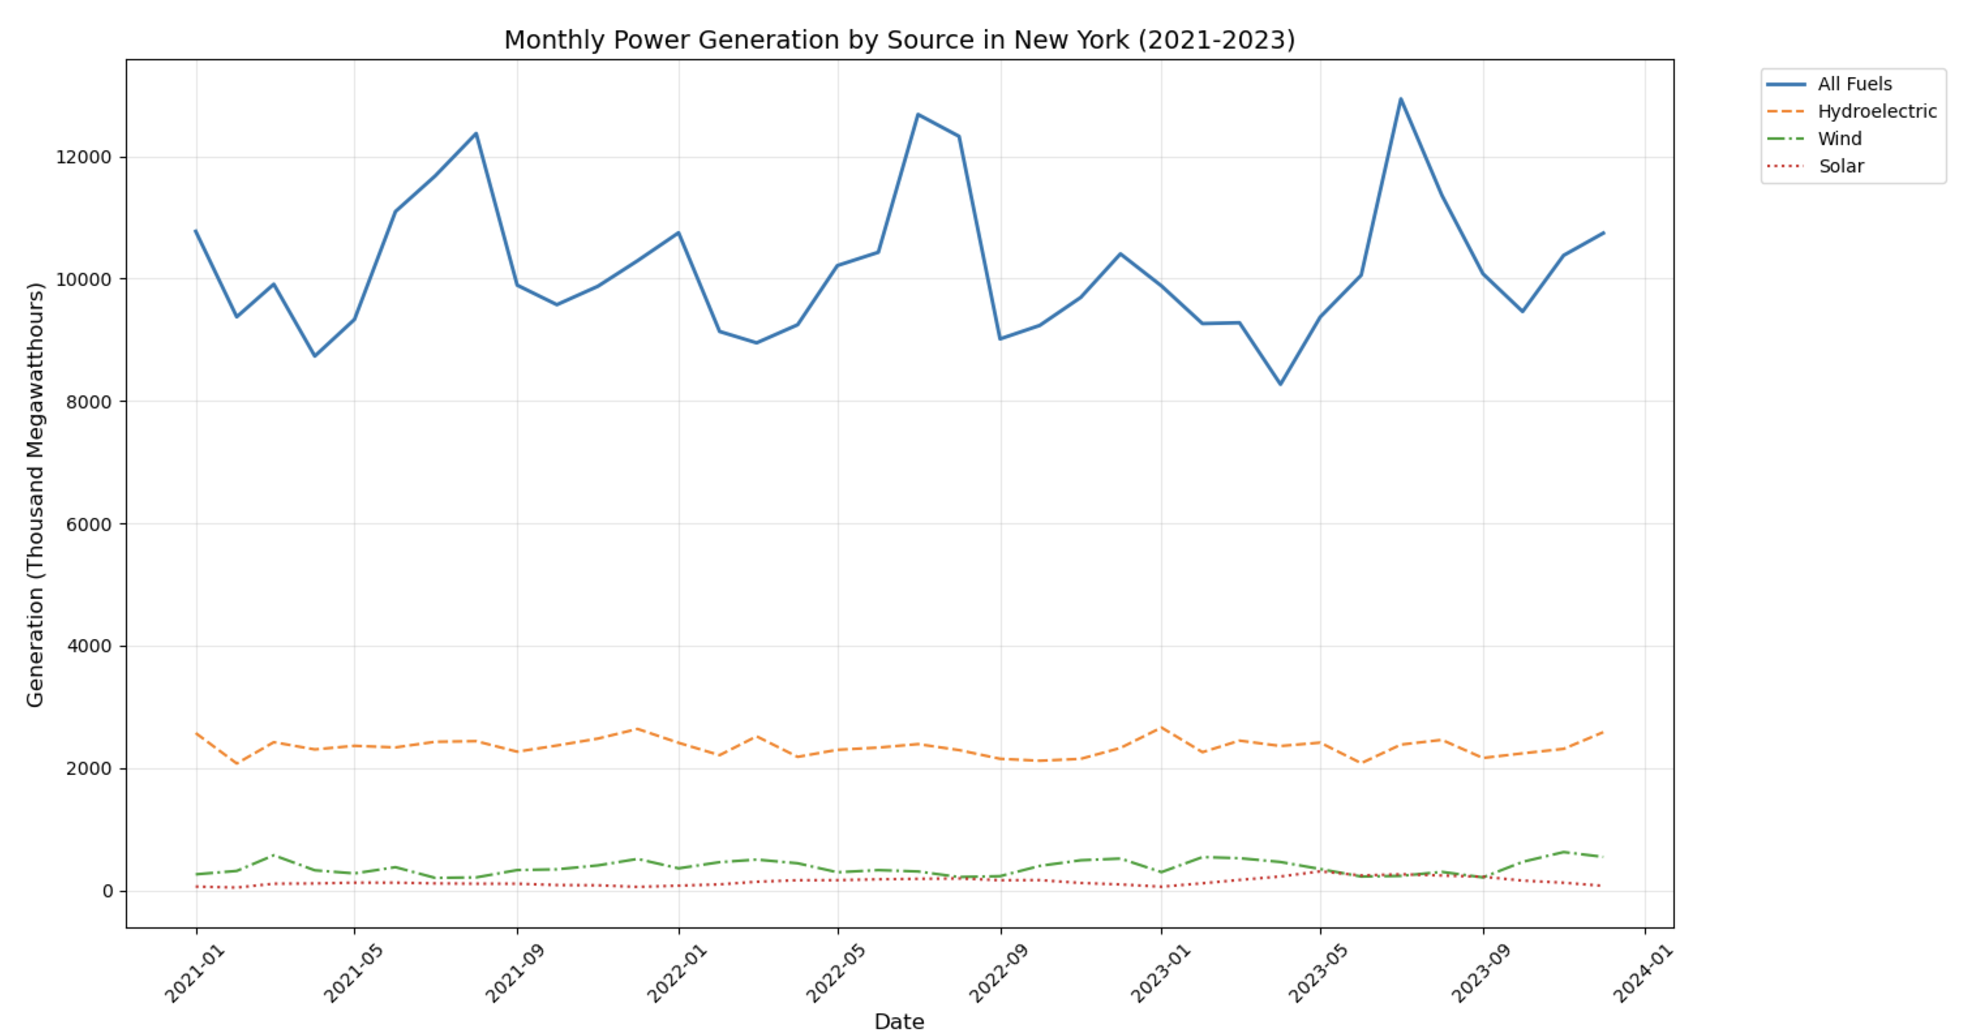 Monthly Power Generation by Source in New York (2021-2023)
All Fuels
Hydroelectric
Wind
Solar
Generation (Thousand Megawatthours)
12000
10000
8000
6000
4000
2000
0
2021-01
2021-05
2021-09
2022-01
2022-05
2022-09
2023-01
2023-05
2023-09
2024-01
Date